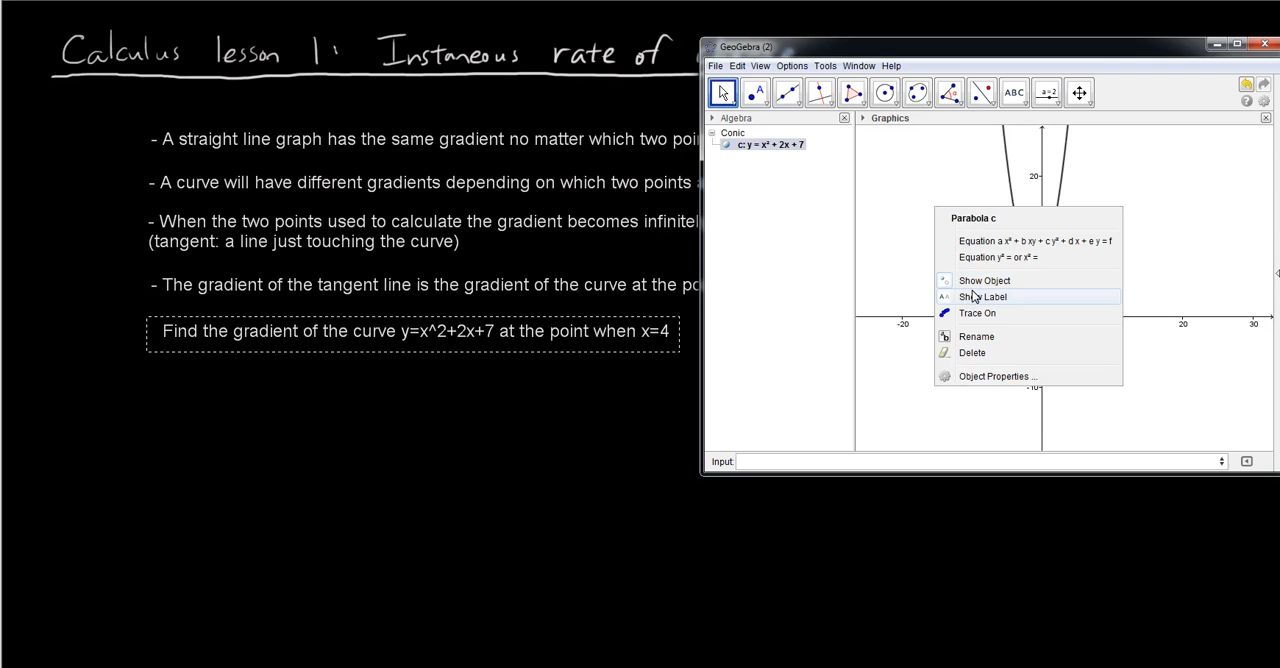 Calculus lesson 1: Instaneous rate of
- A straight line graph has the same gradient no matter which two
- A curve will have different gradients depending on which two points
- When the two points used to calculate the gradient becomes
(tangent: a line just touching the curve)
- The gradient of the tangent line is the gradient of the curve at the
Find the gradient of the curve y=x^2+2x+7 at the point when x=4
GeoGebra (2)
File Edit View Options Tools Window Help
A ABC a=2
Algebra
Graphics
Conic
c: y = x² + 2x + 7
20
-20
20
30
-10
Parabola c
Equation a x² + b xy + c y² + d x + e y = f
Equation y² = or x² =
Show Object
AA Show Label
Trace On
Rename
Delete
Object Properties ...
Input: